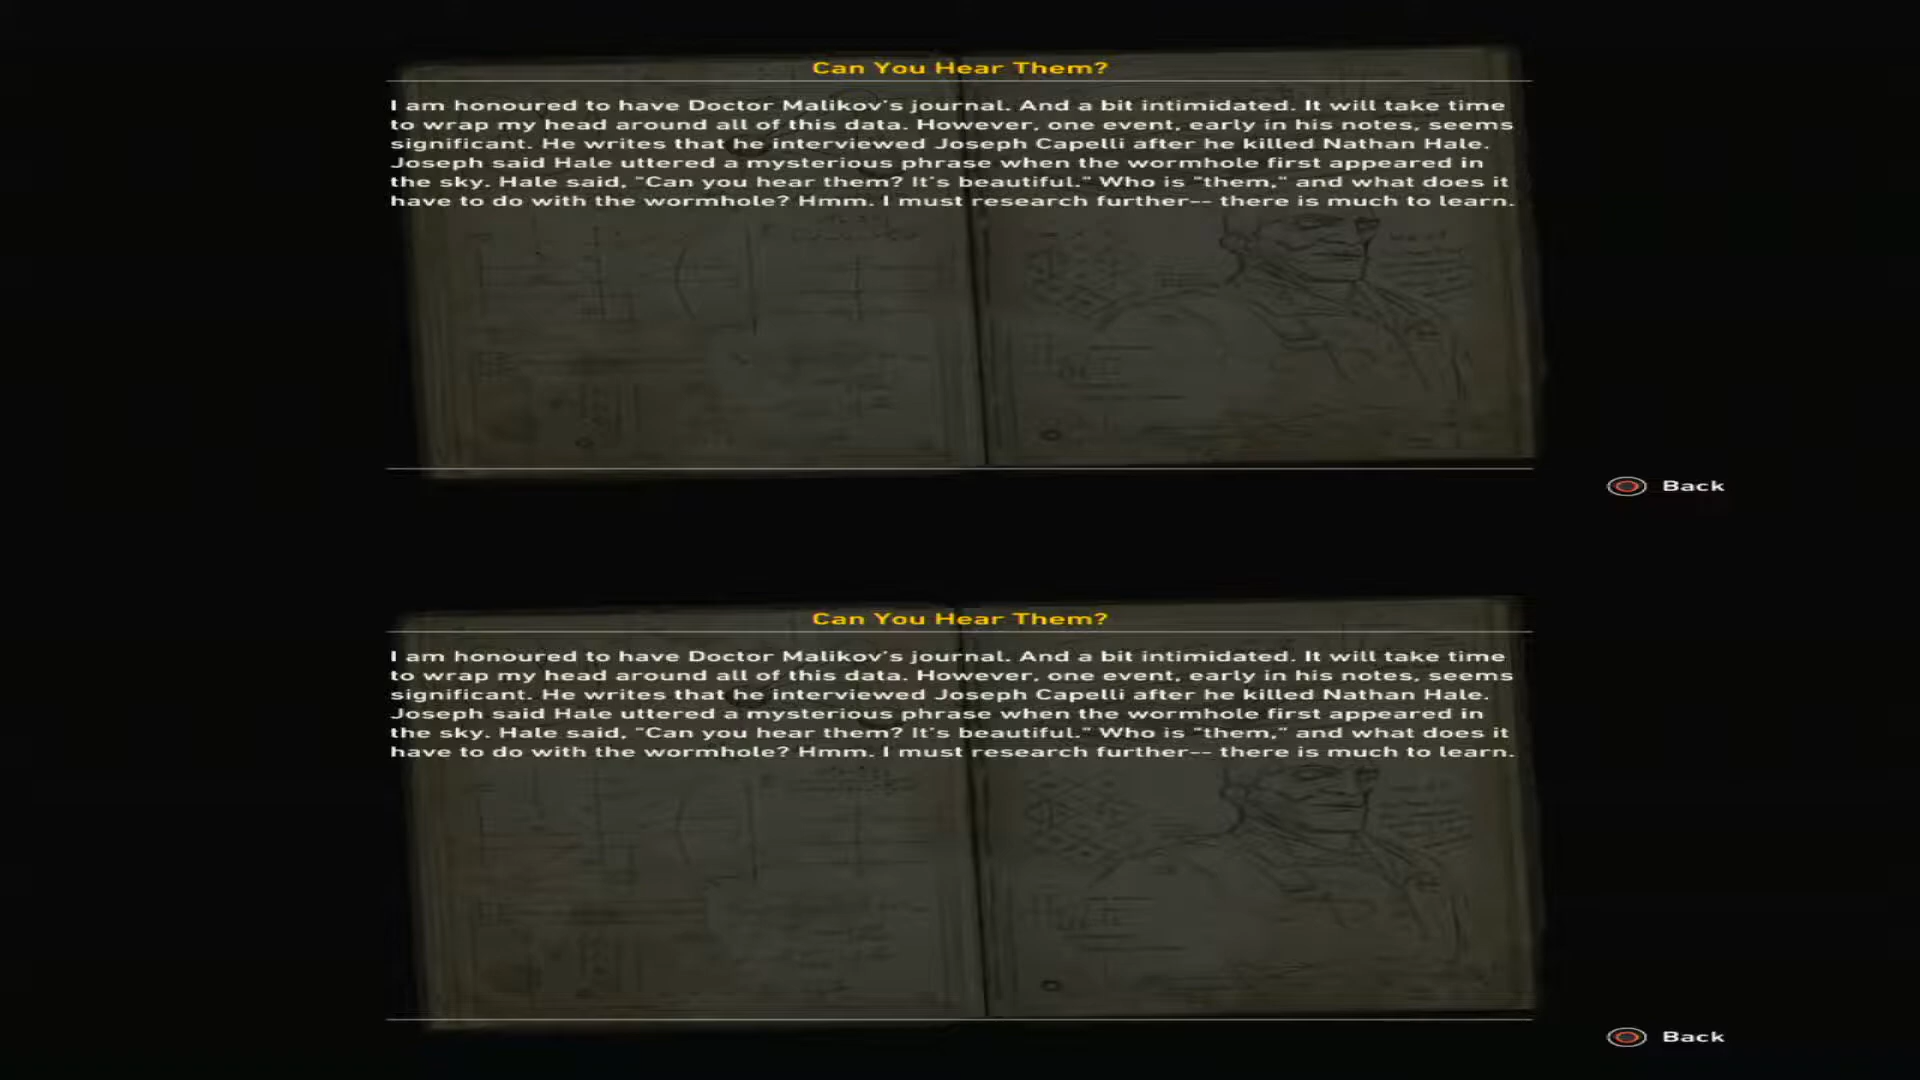 Can You Hear Them?
I am honoured to have Doctor Malikov's journal. And a bit intimidated. It will take time
to wrap my head around all of this data. However, one event, early in his notes, seems
significant. He writes that he interviewed Joseph Capelli after he killed Nathan Hale.
Joseph said Hale uttered a mysterious phrase when the wormhole first appeared in
the sky. Hale said, "Can you hear them? It's beautiful." Who is "them," and what does it
have to do with the wormhole? Hmm. I must research further-- there is much to learn.
Back
Can You Hear Them?
I am honoured to have Doctor Malikov's journal. And a bit intimidated. It will take time
to wrap my head around all of this data. However, one event, early in his notes, seems
significant. He writes that he interviewed Joseph Capelli after he killed Nathan Hale.
Joseph said Hale uttered a mysterious phrase when the wormhole first appeared in
the sky. Hale said, "Can you hear them? It's beautiful." Who is "them," and what does it
have to do with the wormhole? Hmm. I must research further-- there is much to learn.
Back